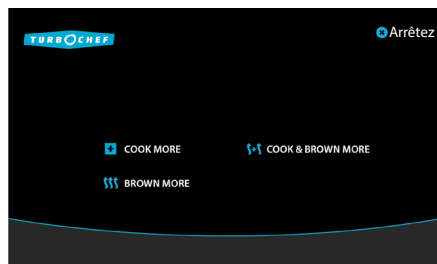 TURBOCHEF
Arrêtez
COOK MORE
COOK & BROWN MORE
BROWN MORE